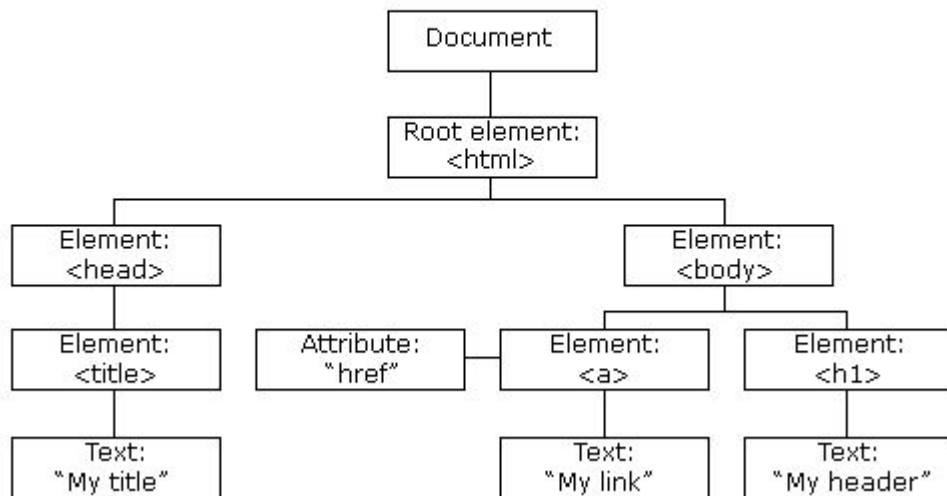 Document
Root element:
<html>
Element:
<head>
Element:
<body>
Element:
<title>
Attribute:
“href”
Element:
<a>
Element:
<h1>
Text:
“My title”
Text:
“My link”
Text:
“My header”